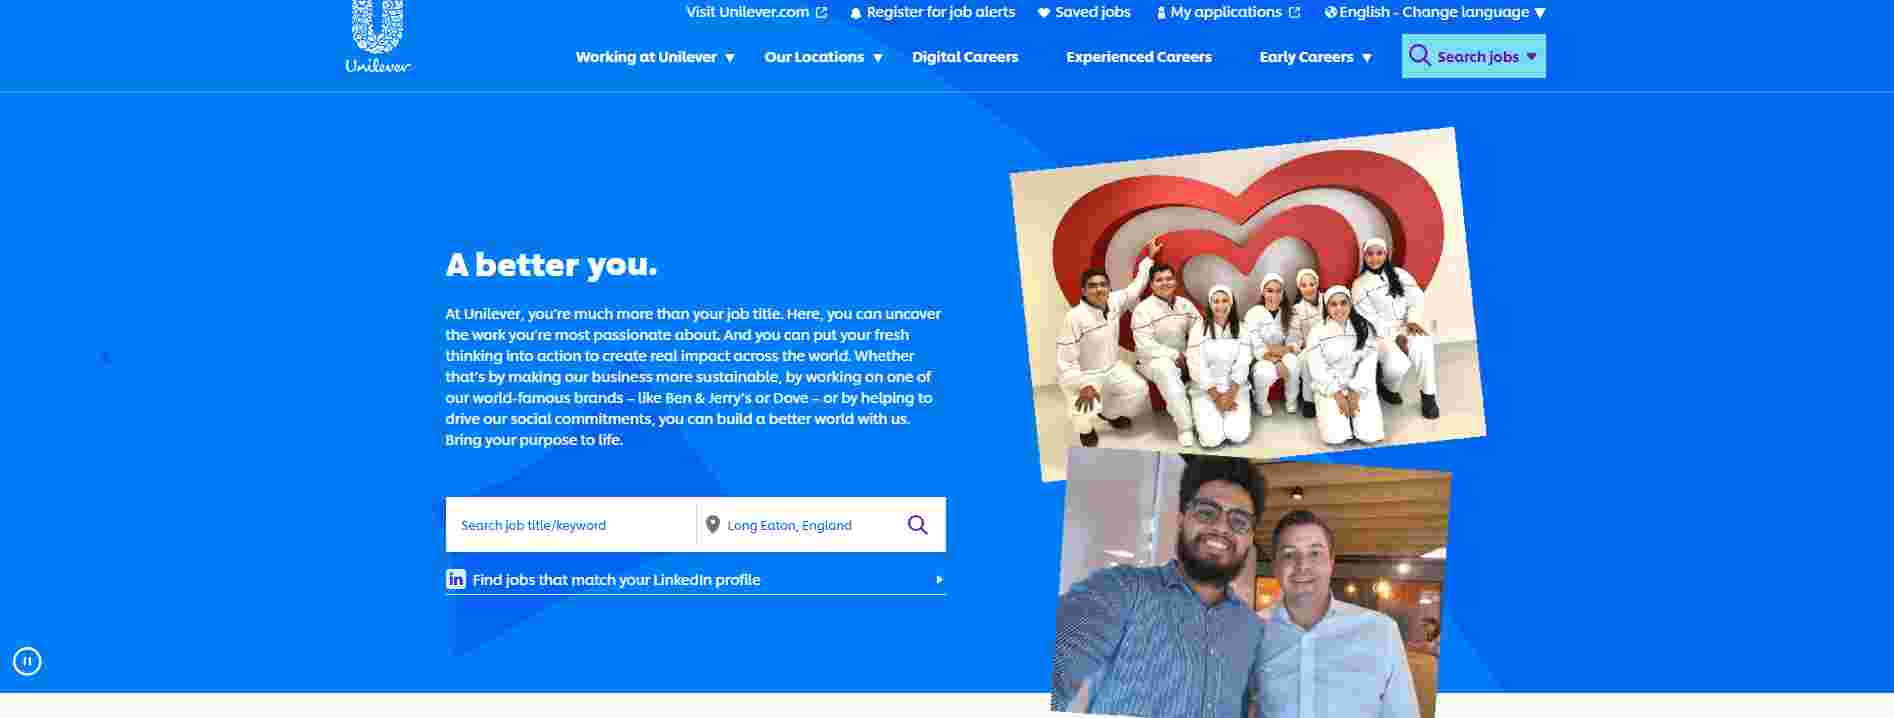 Visit Unilever.com Register for job alerts Saved jobs My applications English - Change language
Unilever
Working at Unilever Our Locations Digital Careers Experienced Careers Early Careers Search jobs
A better you.
At Unilever, you're much more than your job title. Here, you can uncover
the work you're most passionate about. And you can put your fresh
thinking into action to create real impact across the world. Whether
that's by making our business more sustainable, by working on one of
our world-famous brands – like Ben & Jerry's or Dove – or by helping to
drive our social commitments, you can build a better world with us.
Bring your purpose to life.
Search job title/keyword Long Eaton, England
in Find jobs that match your LinkedIn profile